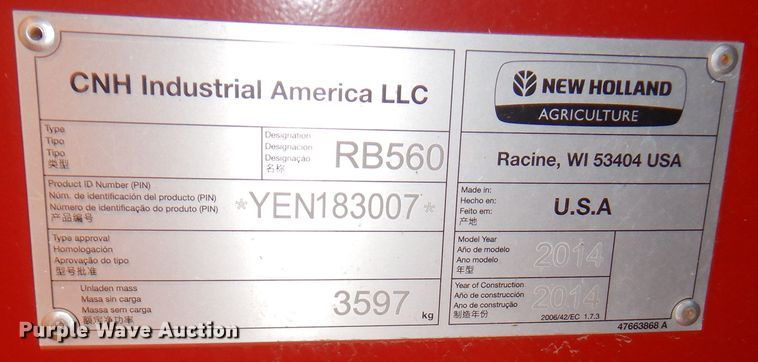 CNH Industrial America LLC
NEW HOLLAND
AGRICULTURE
Type
Tipo
Tipo
类型
Designation
Designación
Designação
名称
RB560
Racine, WI 53404 USA
Product ID Number (PIN)
Núm. de identificación del producto (PIN)
Número de identificação do produto (PIN)
产品编号
*YEN183007*
Made in:
Hecho en:
Feito em:
产地
U.S.A
Type approval
Homologación
Aprovação do tipo
型号批准
Model Year
Año de modelo
Ano modelo
年型
2014
Unladen mass
Masa sin carga
Massa sem carga
额定净功率
3597
kg
Year of Construction
Año de construcción
Ano de construção
制造年份
2014
2006/42/EC 1.7.3
47663868 A
Purple Wave Auction